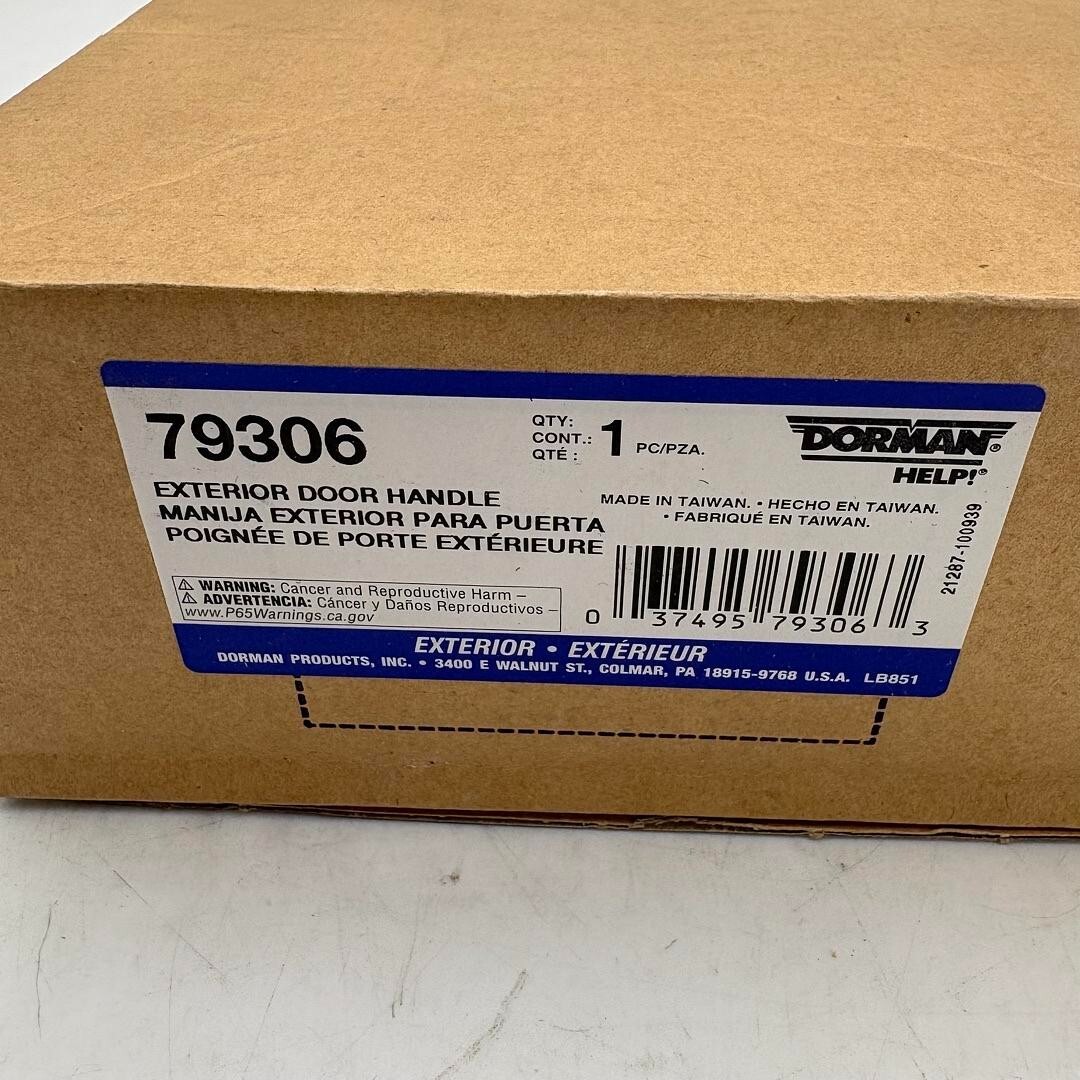 79306
QTY:
CONT.: 1 PC/PZA.
QTÉ :
DORMAN®
HELP!®
EXTERIOR DOOR HANDLE
MANIJA EXTERIOR PARA PUERTA
POIGNÉE DE PORTE EXTÉRIEURE
MADE IN TAIWAN. • HECHO EN TAIWAN.
• FABRIQUÉ EN TAIWAN.
21287-100939
⚠ WARNING: Cancer and Reproductive Harm –
⚠ ADVERTENCIA: Cáncer y Daños Reproductivos –
www.P65Warnings.ca.gov
0 37495 79306 3
EXTERIOR • EXTÉRIEUR
DORMAN PRODUCTS, INC. • 3400 E WALNUT ST., COLMAR, PA 18915-9768 U.S.A. LB851